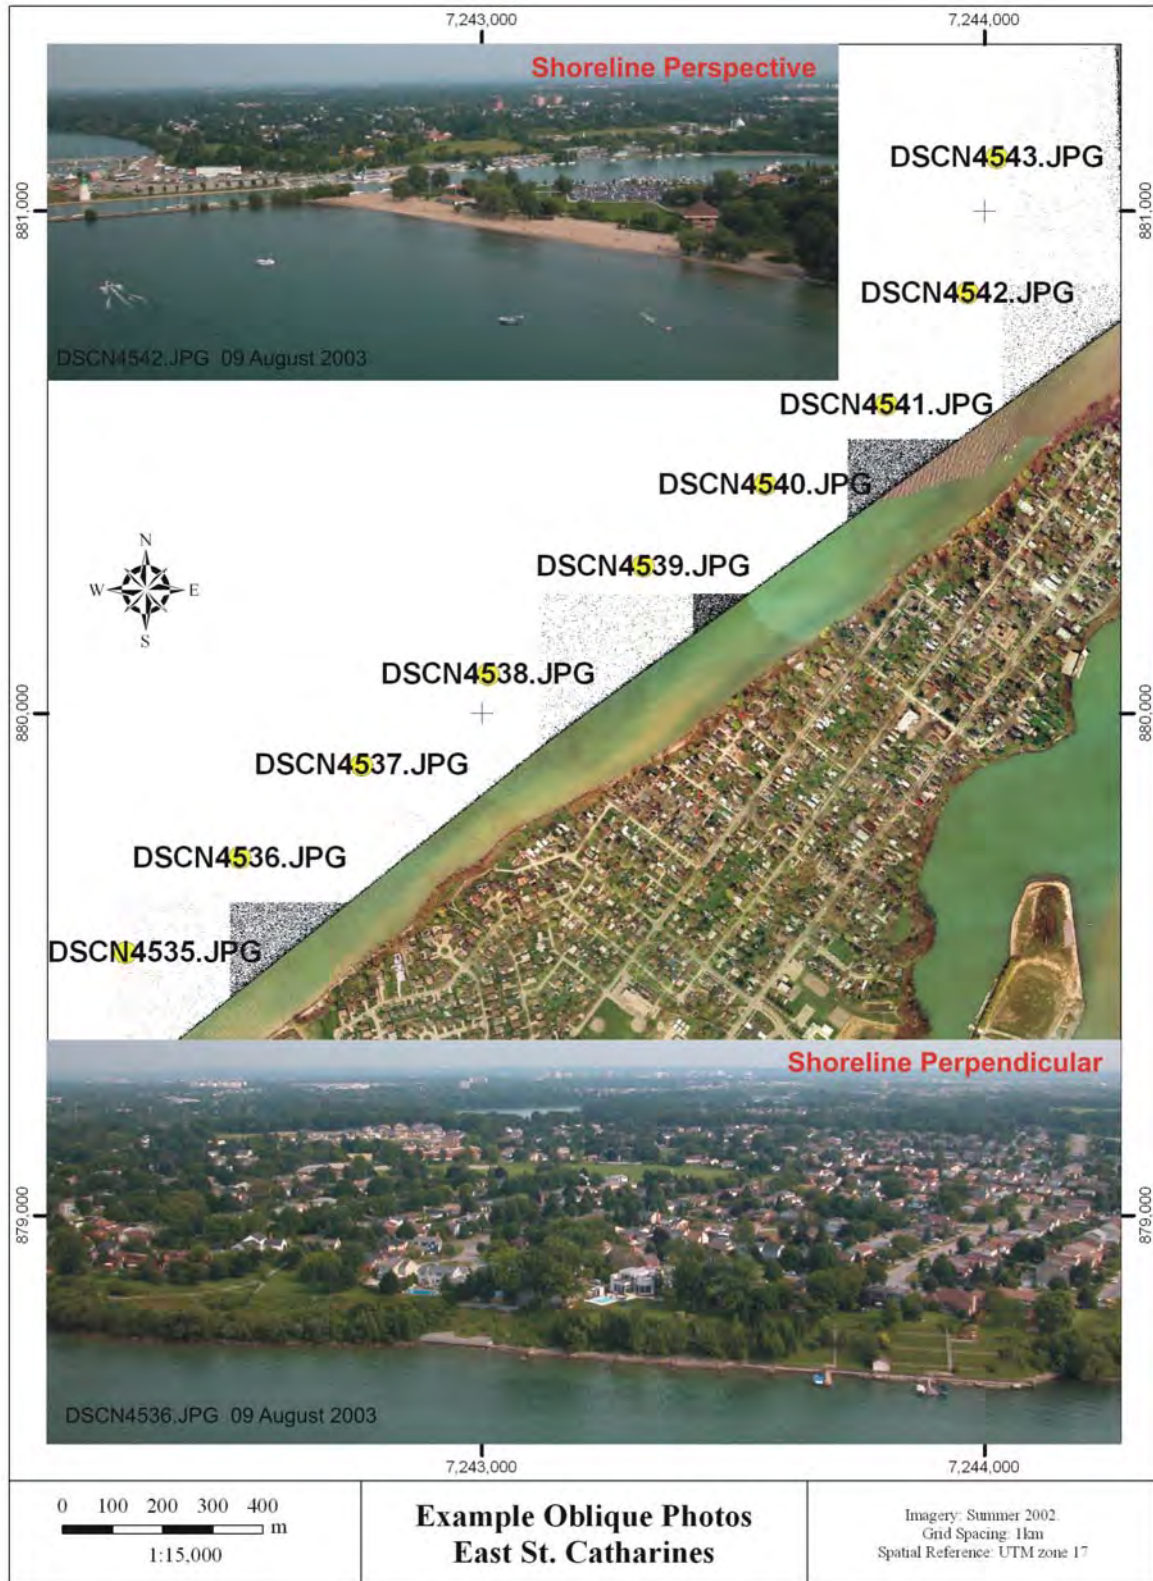 7,243,000
7,244,000
Shoreline Perspective
DSCN4543.JPG
881,000
881,000
DSCN4542.JPG
DSCN4542.JPG 09 August 2003
DSCN4541.JPG
DSCN4540.JPG
N
DSCN4539.JPG
W
E
S
DSCN4538.JPG
880,000
880,000
DSCN4537.JPG
DSCN4536.JPG
DSCN4535.JPG
Shoreline Perpendicular
879,000
879,000
DSCN4536.JPG 09 August 2003
7,243,000
7,244,000
0 100 200 300 400
m
1:15,000
Example Oblique Photos
East St. Catharines
Imagery: Summer 2002.
Grid Spacing: 1km
Spatial Reference: UTM zone 17